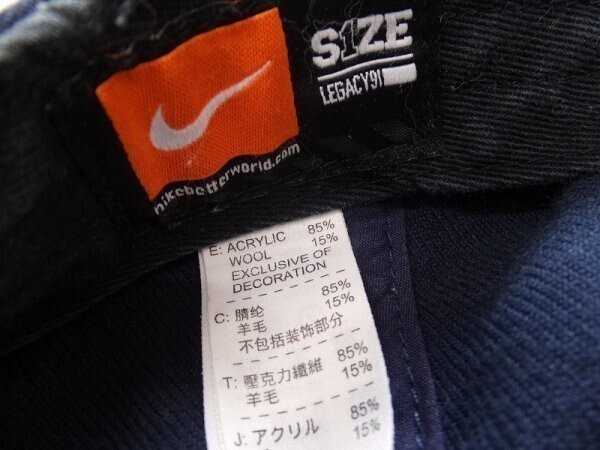 S1ZE
LEGACY91
nikebetterworld.com
E: ACRYLIC 85%
WOOL 15%
EXCLUSIVE OF
DECORATION
C: 腈纶 85%
羊毛 15%
不包括装饰部分
T: 壓克力纖維 85%
羊毛 15%
J: アクリル 85%
15%